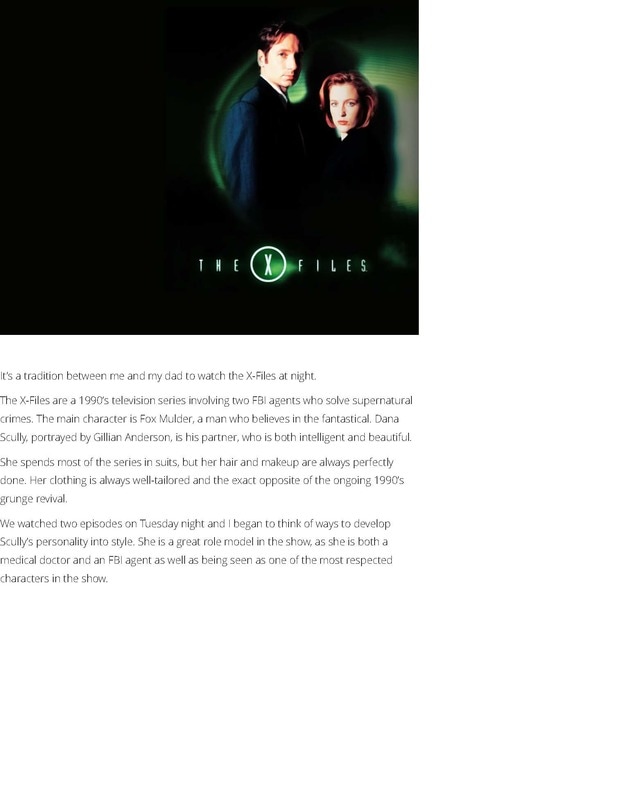 THE X FILES
It's a tradition between me and my dad to watch the X-Files at night.
The X-Files are a 1990's television series involving two FBI agents who solve supernatural
crimes. The main character is Fox Mulder, a man who believes in the fantastical. Dana
Scully, portrayed by Gillian Anderson, is his partner, who is both intelligent and beautiful.
She spends most of the series in suits, but her hair and makeup are always perfectly
done. Her clothing is always well-tailored and the exact opposite of the ongoing 1990's
grunge revival.
We watched two episodes on Tuesday night and I began to think of ways to develop
Scully's personality into style. She is a great role model in the show, as she is both a
medical doctor and an FBI agent as well as being seen as one of the most respected
characters in the show.